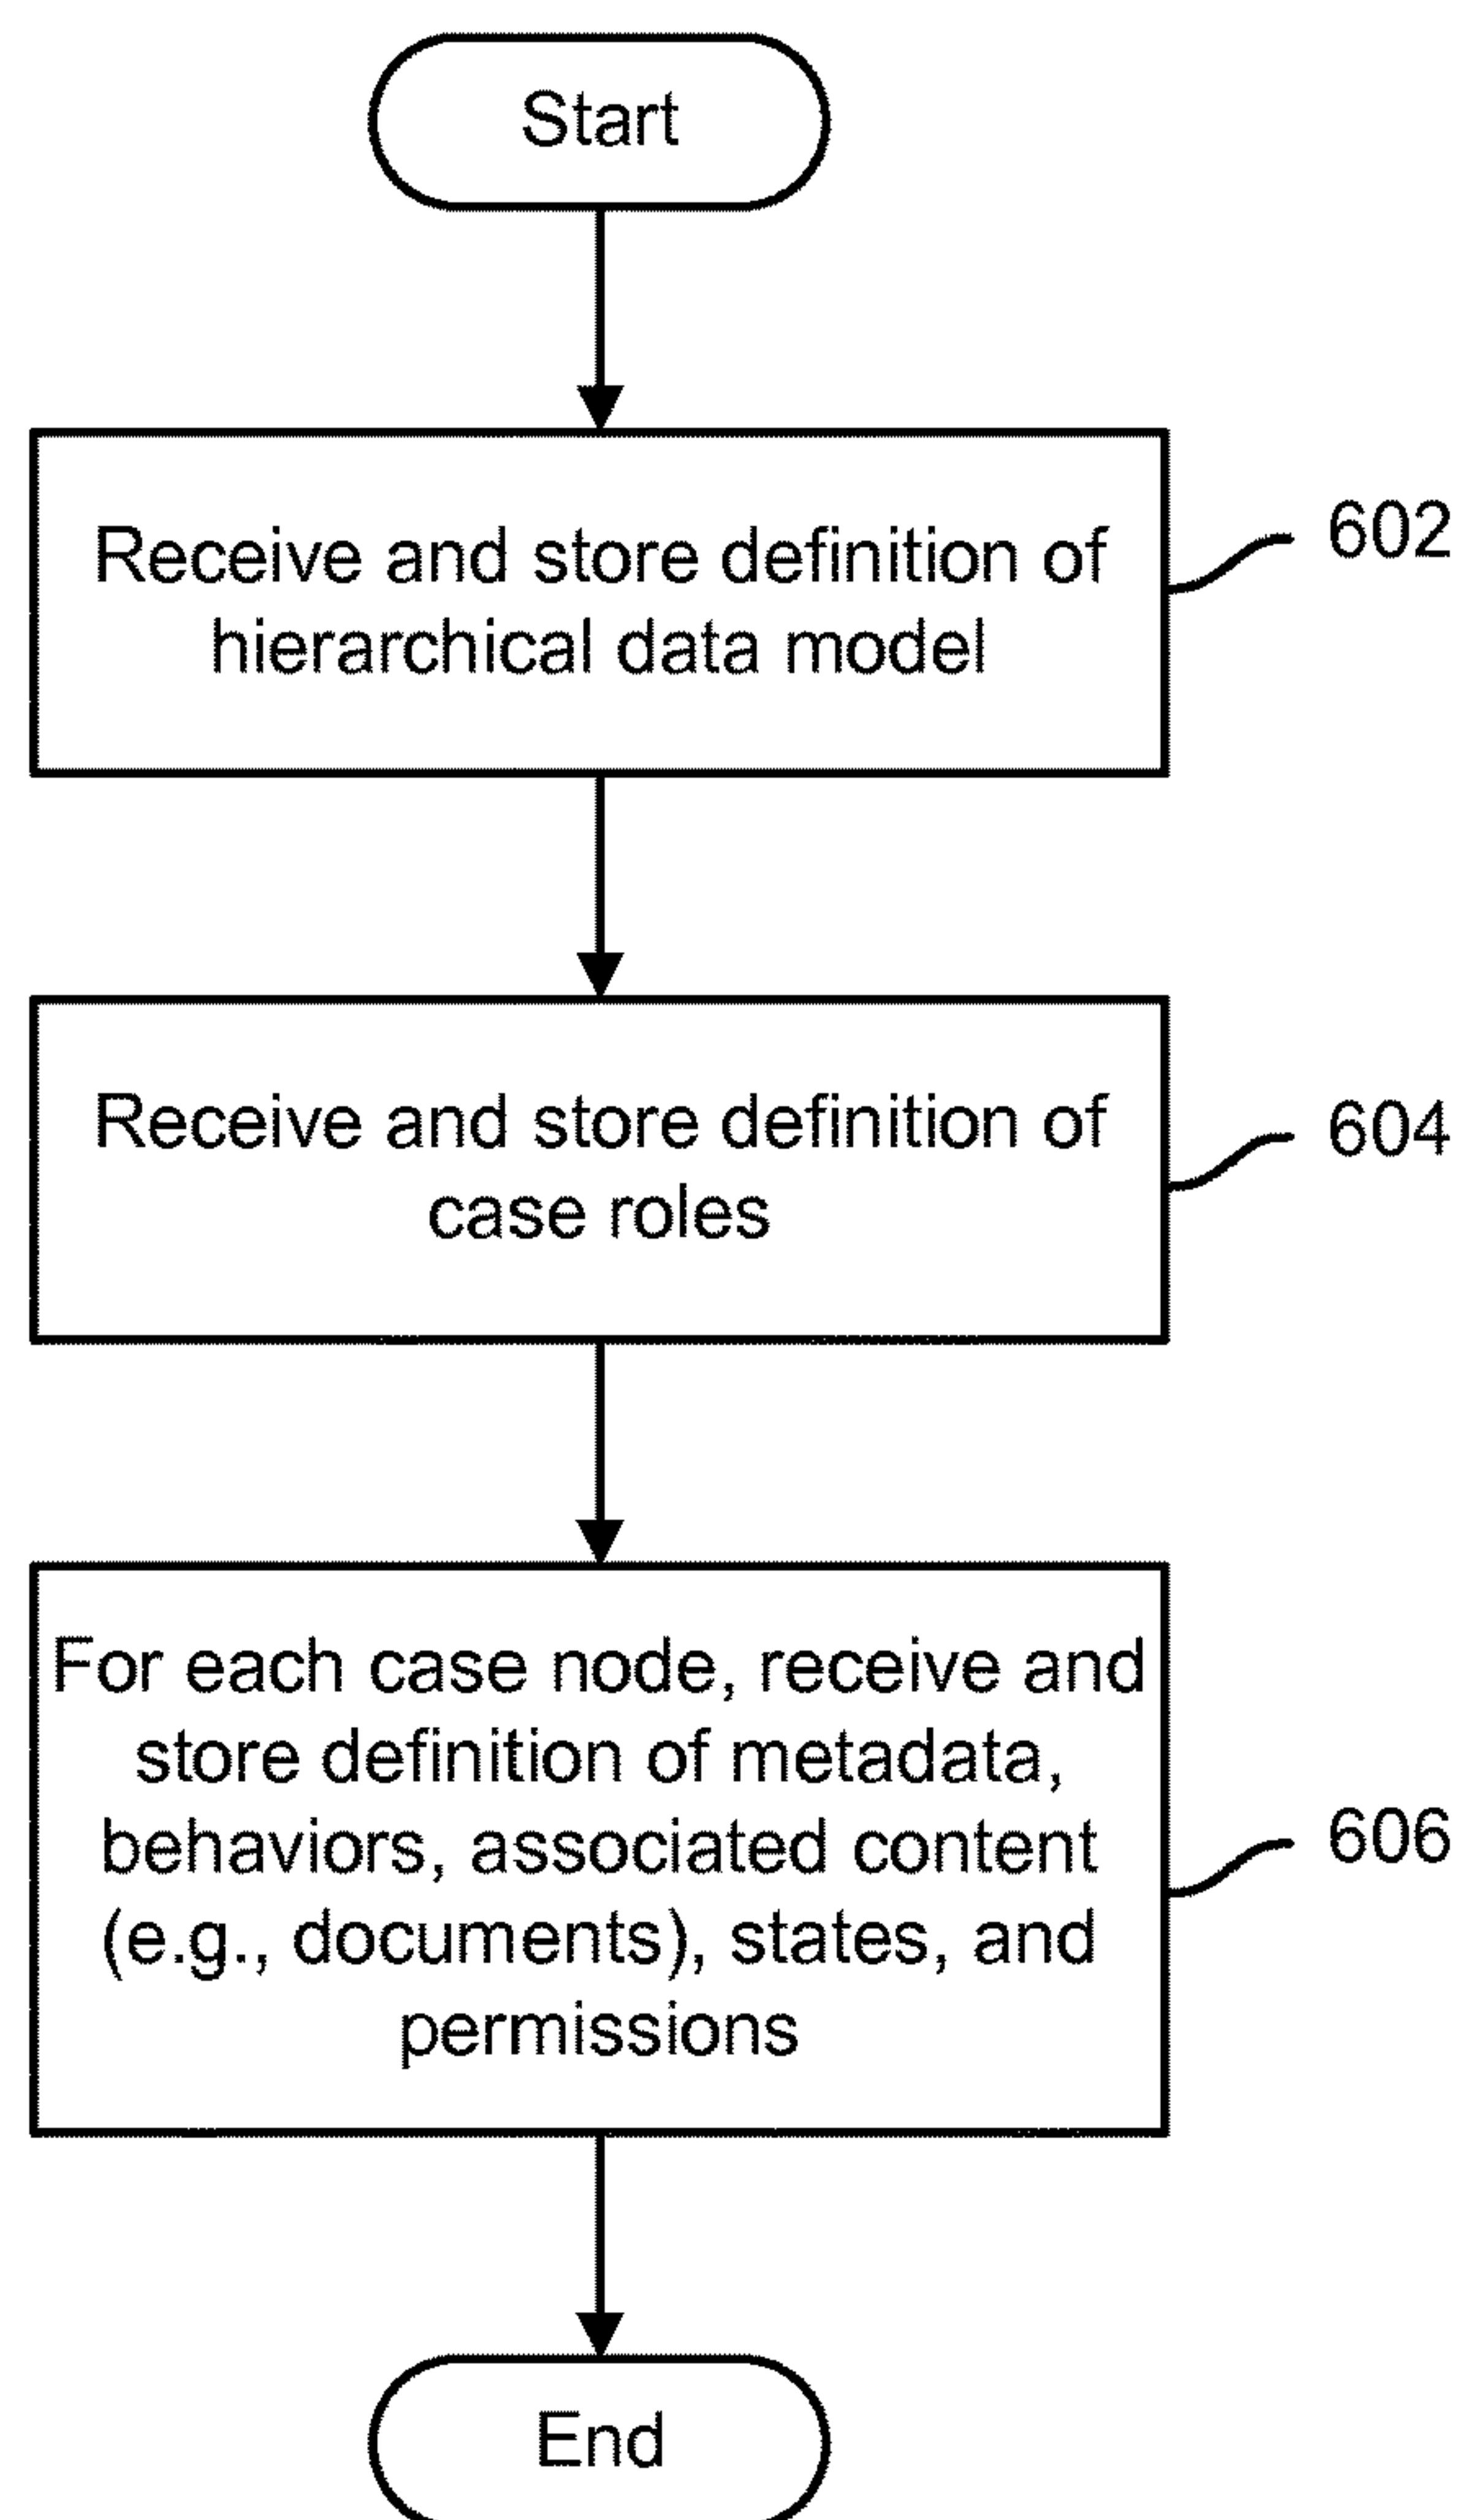 Start
Receive and store definition of
hierarchical data model
602
Receive and store definition of
case roles
604
For each case node, receive and
store definition of metadata,
behaviors, associated content
(e.g., documents), states, and
permissions
606
End